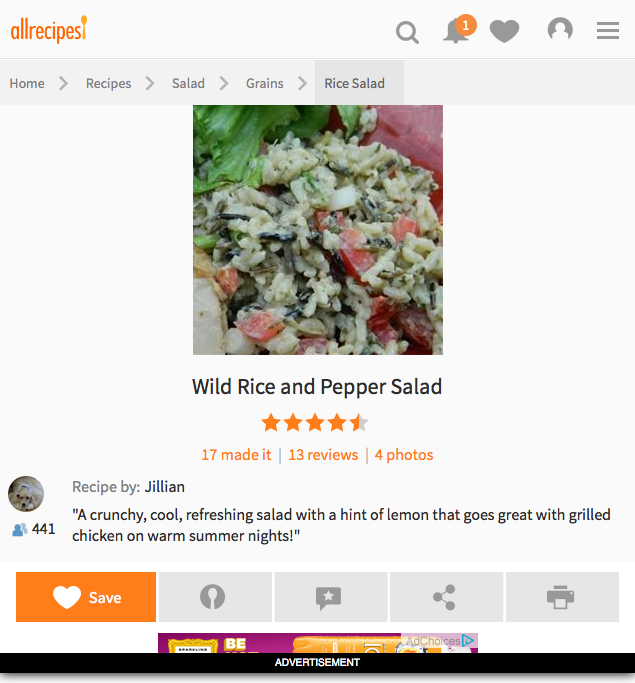 allrecipes
1
Home Recipes Salad Grains Rice Salad
Wild Rice and Pepper Salad
17 made it | 13 reviews | 4 photos
Recipe by: Jillian
441
"A crunchy, cool, refreshing salad with a hint of lemon that goes great with grilled
chicken on warm summer nights!"
Save
AdChoices
SPARKLING
BE
ADVERTISEMENT